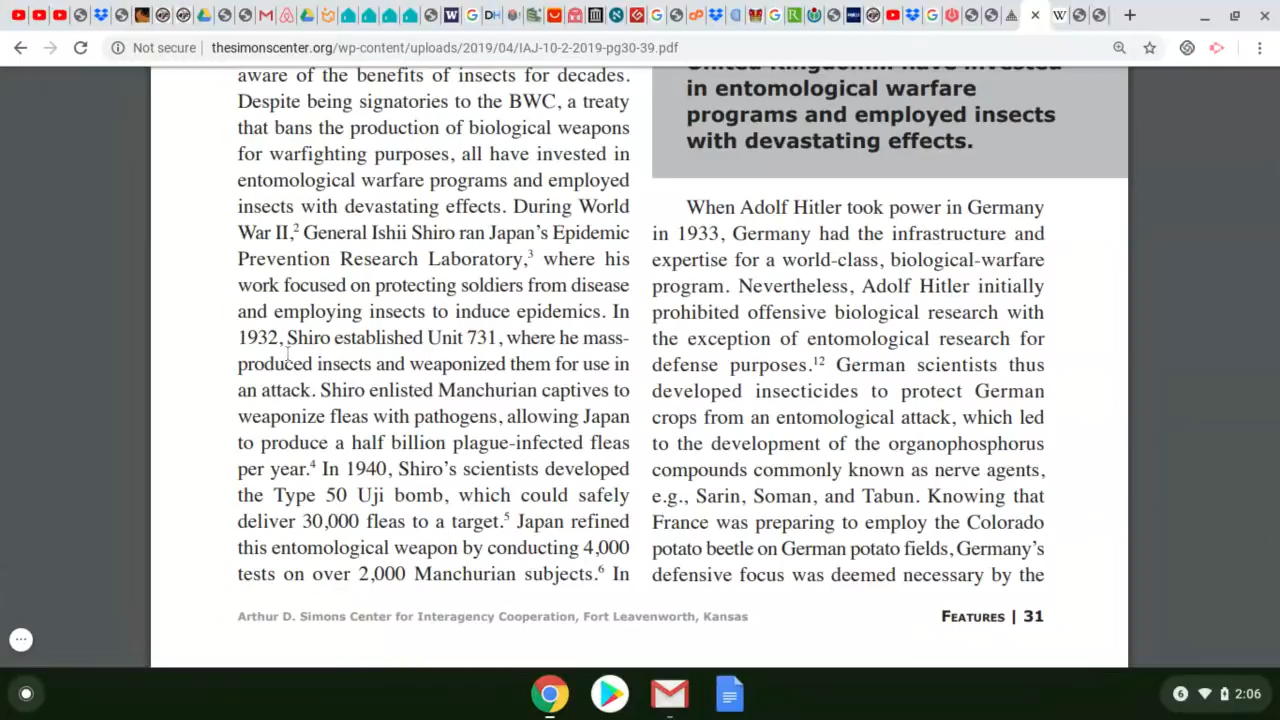 Not secure | thesimonscenter.org/wp-content/uploads/2019/04/IAJ-10-2-2019-pg30-39.pdf
aware of the benefits of insects for decades.
Despite being signatories to the BWC, a treaty
that bans the production of biological weapons
for warfighting purposes, all have invested in
entomological warfare programs and employed
insects with devastating effects. During World
War II,² General Ishii Shiro ran Japan's Epidemic
Prevention Research Laboratory,³ where his
work focused on protecting soldiers from disease
and employing insects to induce epidemics. In
1932, Shiro established Unit 731, where he mass-
produced insects and weaponized them for use in
an attack. Shiro enlisted Manchurian captives to
weaponize fleas with pathogens, allowing Japan
to produce a half billion plague-infected fleas
per year.⁴ In 1940, Shiro's scientists developed
the Type 50 Uji bomb, which could safely
deliver 30,000 fleas to a target.⁵ Japan refined
this entomological weapon by conducting 4,000
tests on over 2,000 Manchurian subjects.⁶ In
United Kingdom... have invested
in entomological warfare
programs and employed insects
with devastating effects.
When Adolf Hitler took power in Germany
in 1933, Germany had the infrastructure and
expertise for a world-class, biological-warfare
program. Nevertheless, Adolf Hitler initially
prohibited offensive biological research with
the exception of entomological research for
defense purposes.¹² German scientists thus
developed insecticides to protect German
crops from an entomological attack, which led
to the development of the organophosphorus
compounds commonly known as nerve agents,
e.g., Sarin, Soman, and Tabun. Knowing that
France was preparing to employ the Colorado
potato beetle on German potato fields, Germany's
defensive focus was deemed necessary by the
Arthur D. Simons Center for Interagency Cooperation, Fort Leavenworth, Kansas
FEATURES | 31
6
2:06